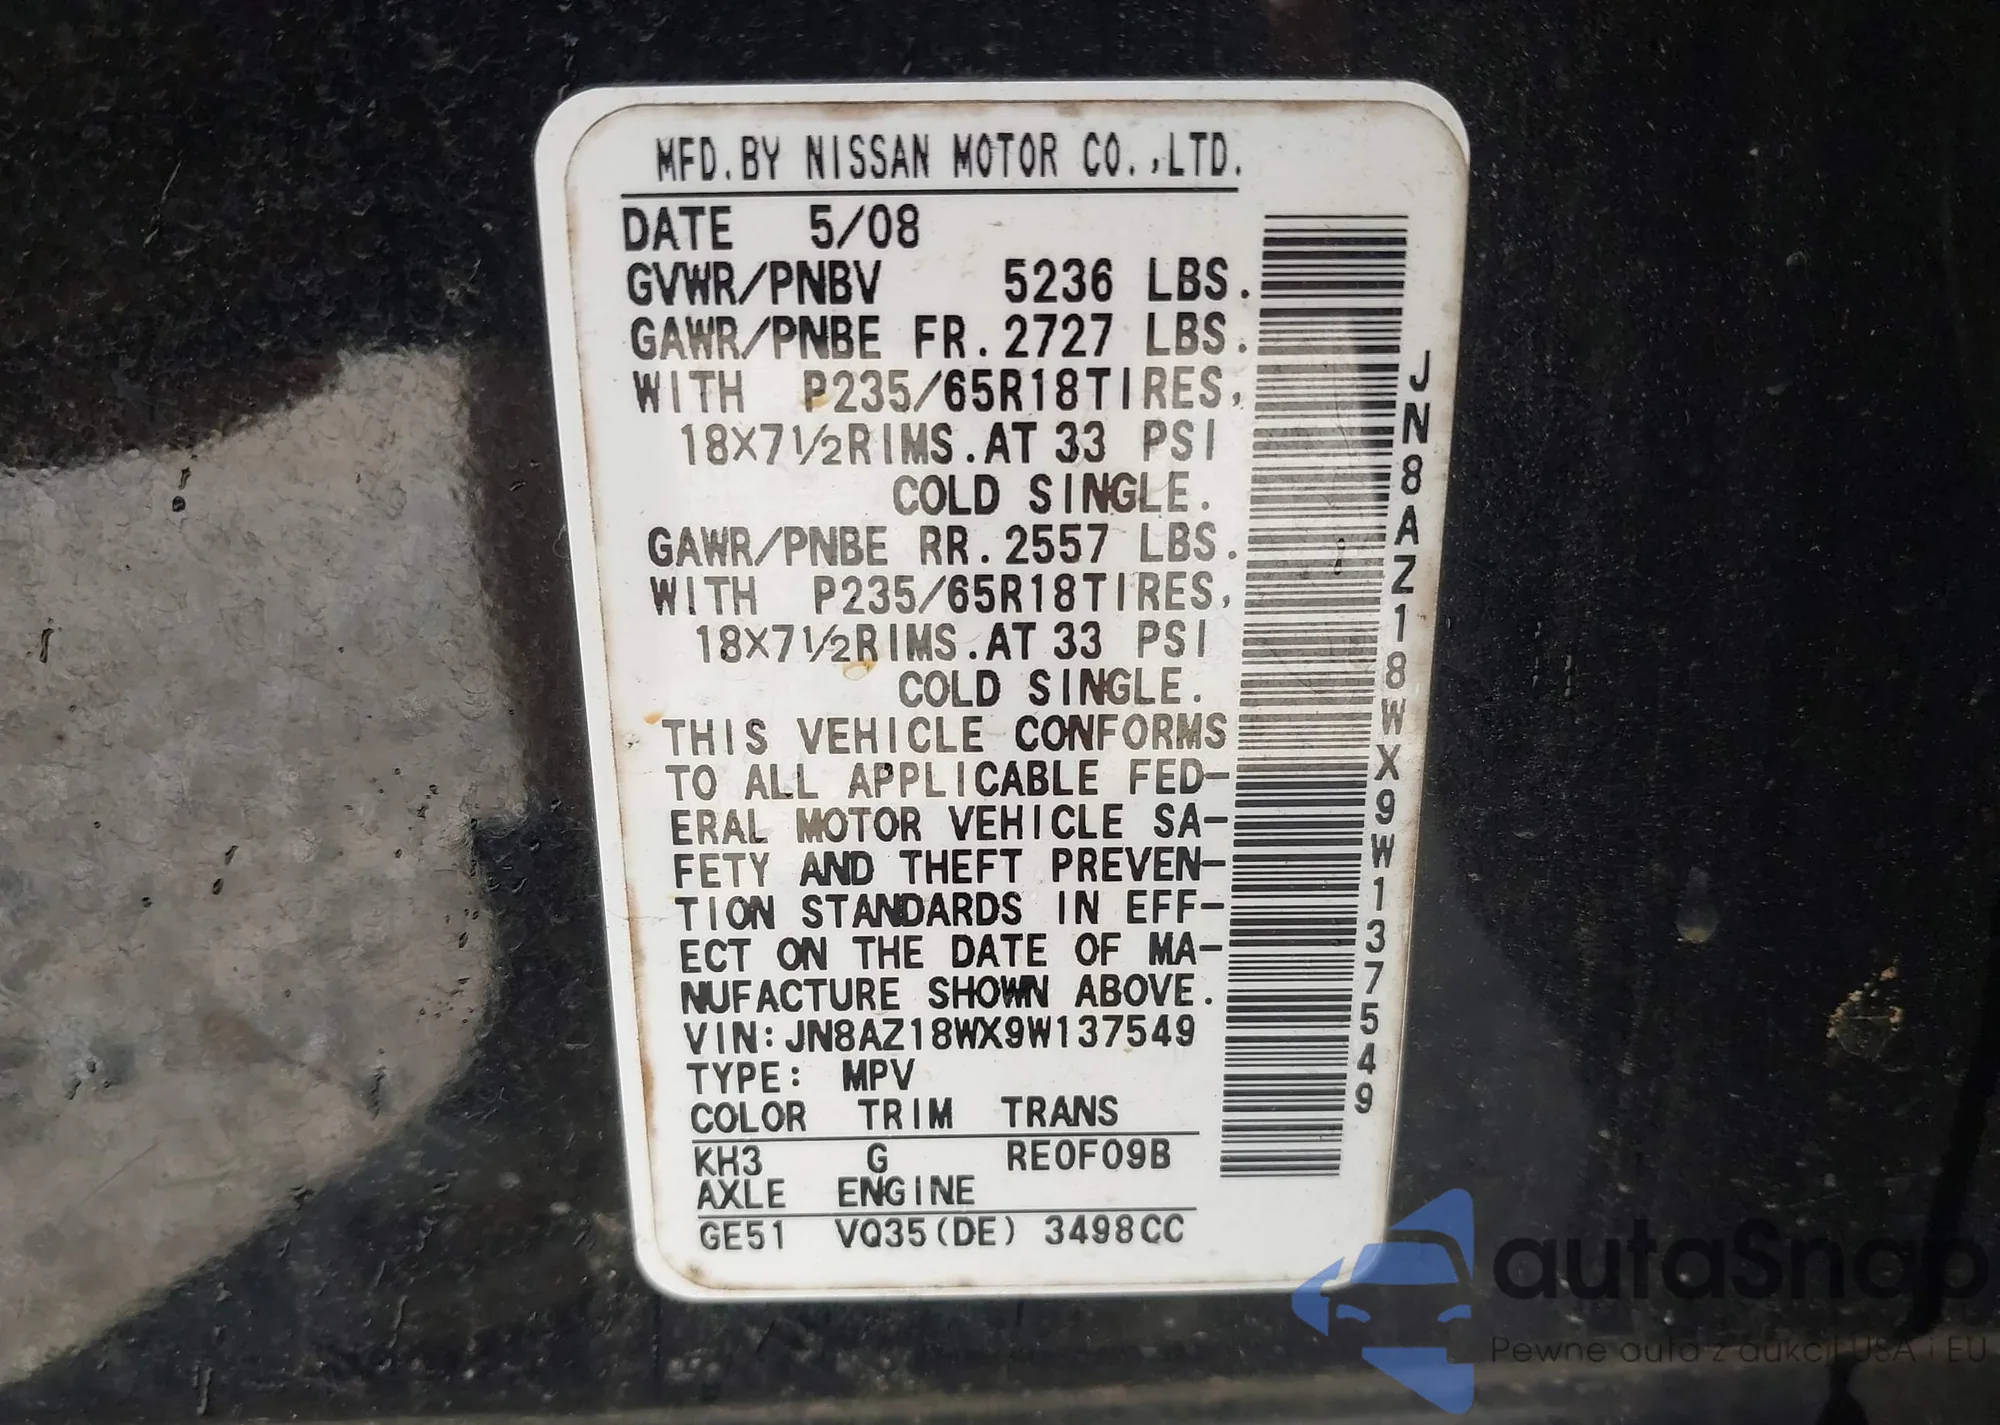 MFD.BY NISSAN MOTOR CO.,LTD.
DATE 5/08
GVWR/PNBV 5236 LBS.
GAWR/PNBE FR.2727 LBS.
WITH P235/65R18TIRES,
18X7½RIMS.AT 33 PSI
COLD SINGLE.
GAWR/PNBE RR.2557 LBS.
WITH P235/65R18TIRES,
18X7½RIMS.AT 33 PSI
COLD SINGLE.
THIS VEHICLE CONFORMS
TO ALL APPLICABLE FED-
ERAL MOTOR VEHICLE SA-
FETY AND THEFT PREVEN-
TION STANDARDS IN EFF-
ECT ON THE DATE OF MA-
NUFACTURE SHOWN ABOVE.
VIN:JN8AZ18WX9W137549
TYPE: MPV
COLOR TRIM TRANS
KH3 G RE0F09B
AXLE ENGINE
GE51 VQ35(DE) 3498CC
JN8AZ18WX9W137549
autaSnap
Pewne auta z aukcji USA i EU